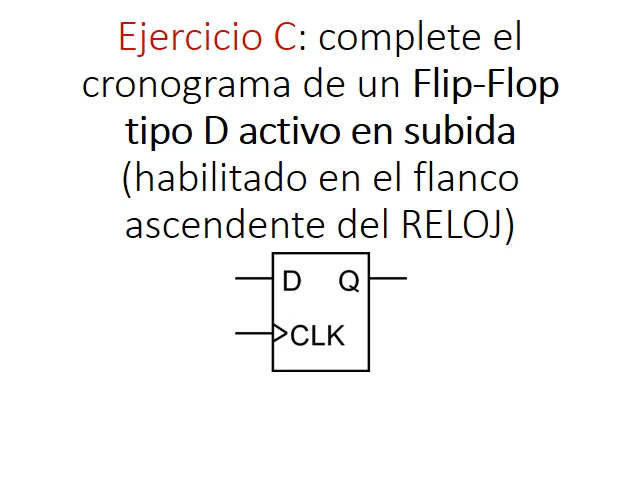 Ejercicio C: complete el
cronograma de un Flip-Flop
tipo D activo en subida
(habilitado en el flanco
ascendente del RELOJ)
D Q
CLK